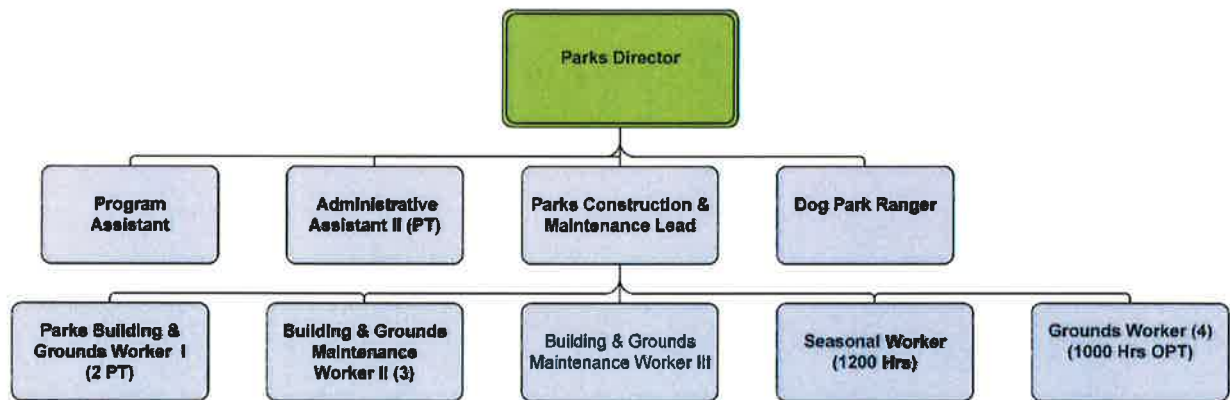 Parks Director
Program
Assistant
Administrative
Assistant II (PT)
Parks Construction &
Maintenance Lead
Dog Park Ranger
Parks Building &
Grounds Worker I
(2 PT)
Building & Grounds
Maintenance
Worker II (3)
Building & Grounds
Maintenance Worker III
Seasonal Worker
(1200 Hrs)
Grounds Worker (4)
(1000 Hrs OPT)